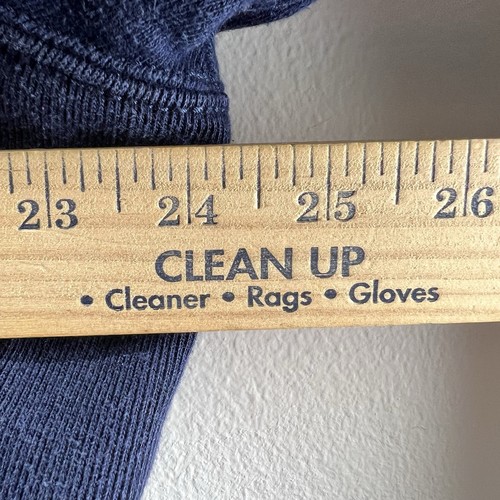 23 24 25 26
CLEAN UP
• Cleaner • Rags • Gloves